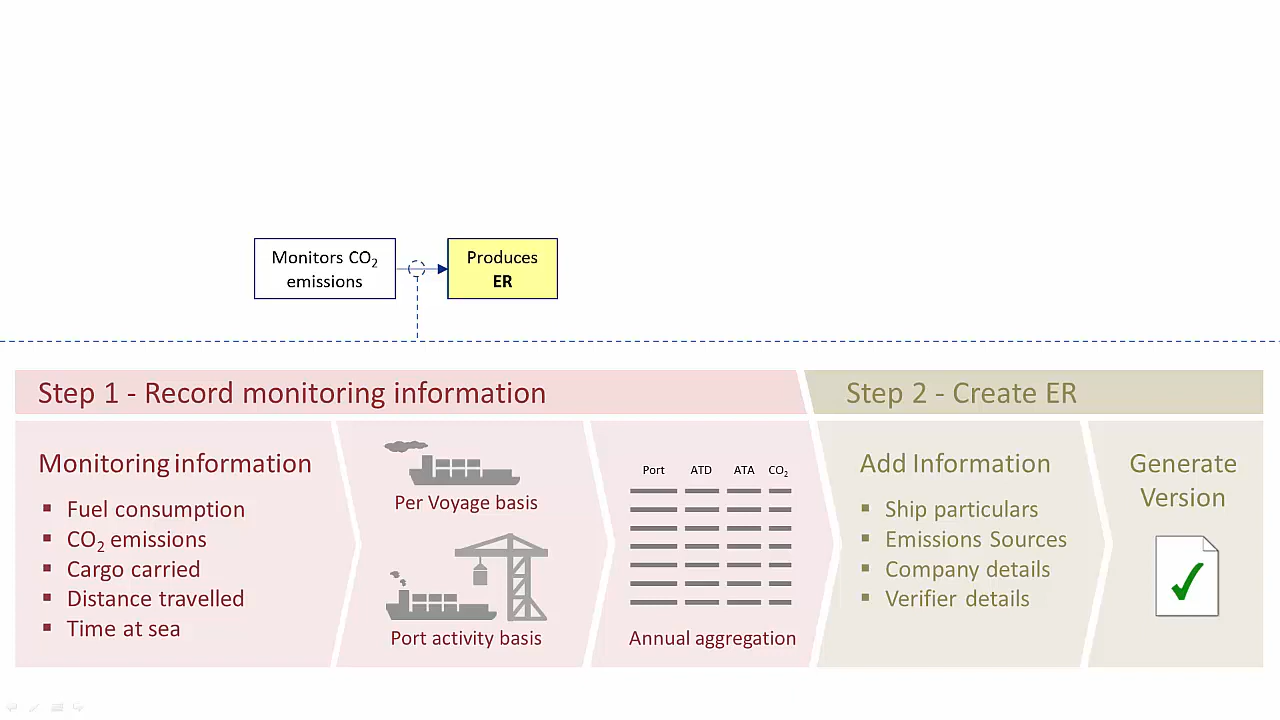 Monitors CO₂
emissions
Produces
ER
Step 1 - Record monitoring information
Step 2 - Create ER
Monitoring information
▪ Fuel consumption
▪ CO₂ emissions
▪ Cargo carried
▪ Distance travelled
▪ Time at sea
Per Voyage basis
Port activity basis
Port ATD ATA CO₂
Annual aggregation
Add Information
▪ Ship particulars
▪ Emissions Sources
▪ Company details
▪ Verifier details
Generate
Version